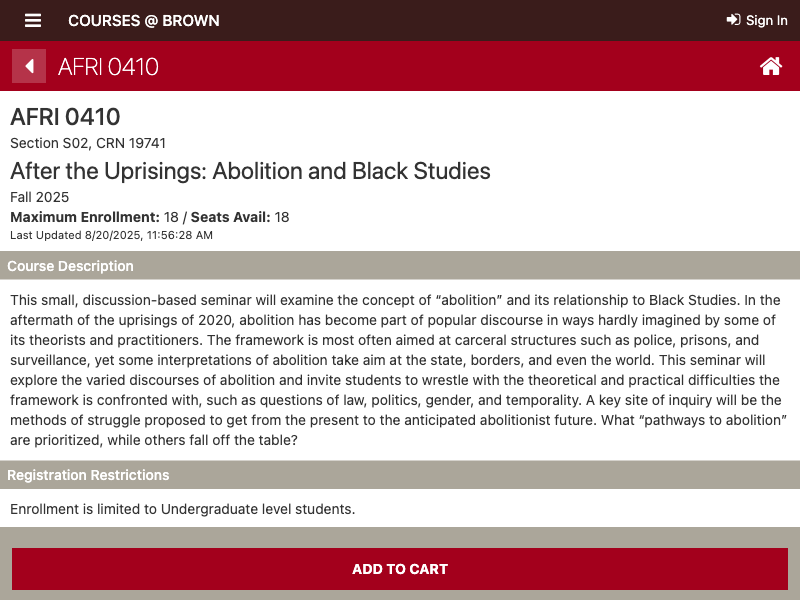 COURSES @ BROWN
Sign In
AFRI 0410
AFRI 0410
Section S02, CRN 19741
After the Uprisings: Abolition and Black Studies
Fall 2025
Maximum Enrollment: 18 / Seats Avail: 18
Last Updated 8/20/2025, 11:56:28 AM
Course Description
This small, discussion-based seminar will examine the concept of “abolition” and its relationship to Black Studies. In the
aftermath of the uprisings of 2020, abolition has become part of popular discourse in ways hardly imagined by some of
its theorists and practitioners. The framework is most often aimed at carceral structures such as police, prisons, and
surveillance, yet some interpretations of abolition take aim at the state, borders, and even the world. This seminar will
explore the varied discourses of abolition and invite students to wrestle with the theoretical and practical difficulties the
framework is confronted with, such as questions of law, politics, gender, and temporality. A key site of inquiry will be the
methods of struggle proposed to get from the present to the anticipated abolitionist future. What “pathways to abolition”
are prioritized, while others fall off the table?
Registration Restrictions
Enrollment is limited to Undergraduate level students.
ADD TO CART